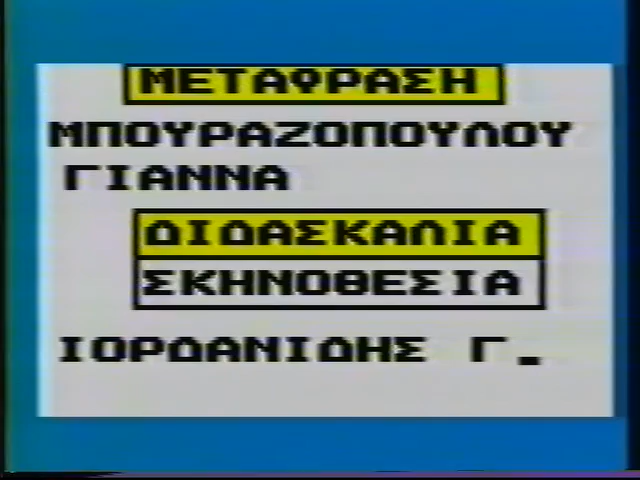 ΜΕΤΑΦΡΑΣΗ
ΜΠΟΥΡΑΖΟΠΟΥΛΟΥ
ΓΙΑΝΝΑ
ΔΙΔΑΣΚΑΛΙΑ
ΣΚΗΝΟΘΕΣΙΑ
ΙΟΡΔΑΝΙΔΗΣ Γ.